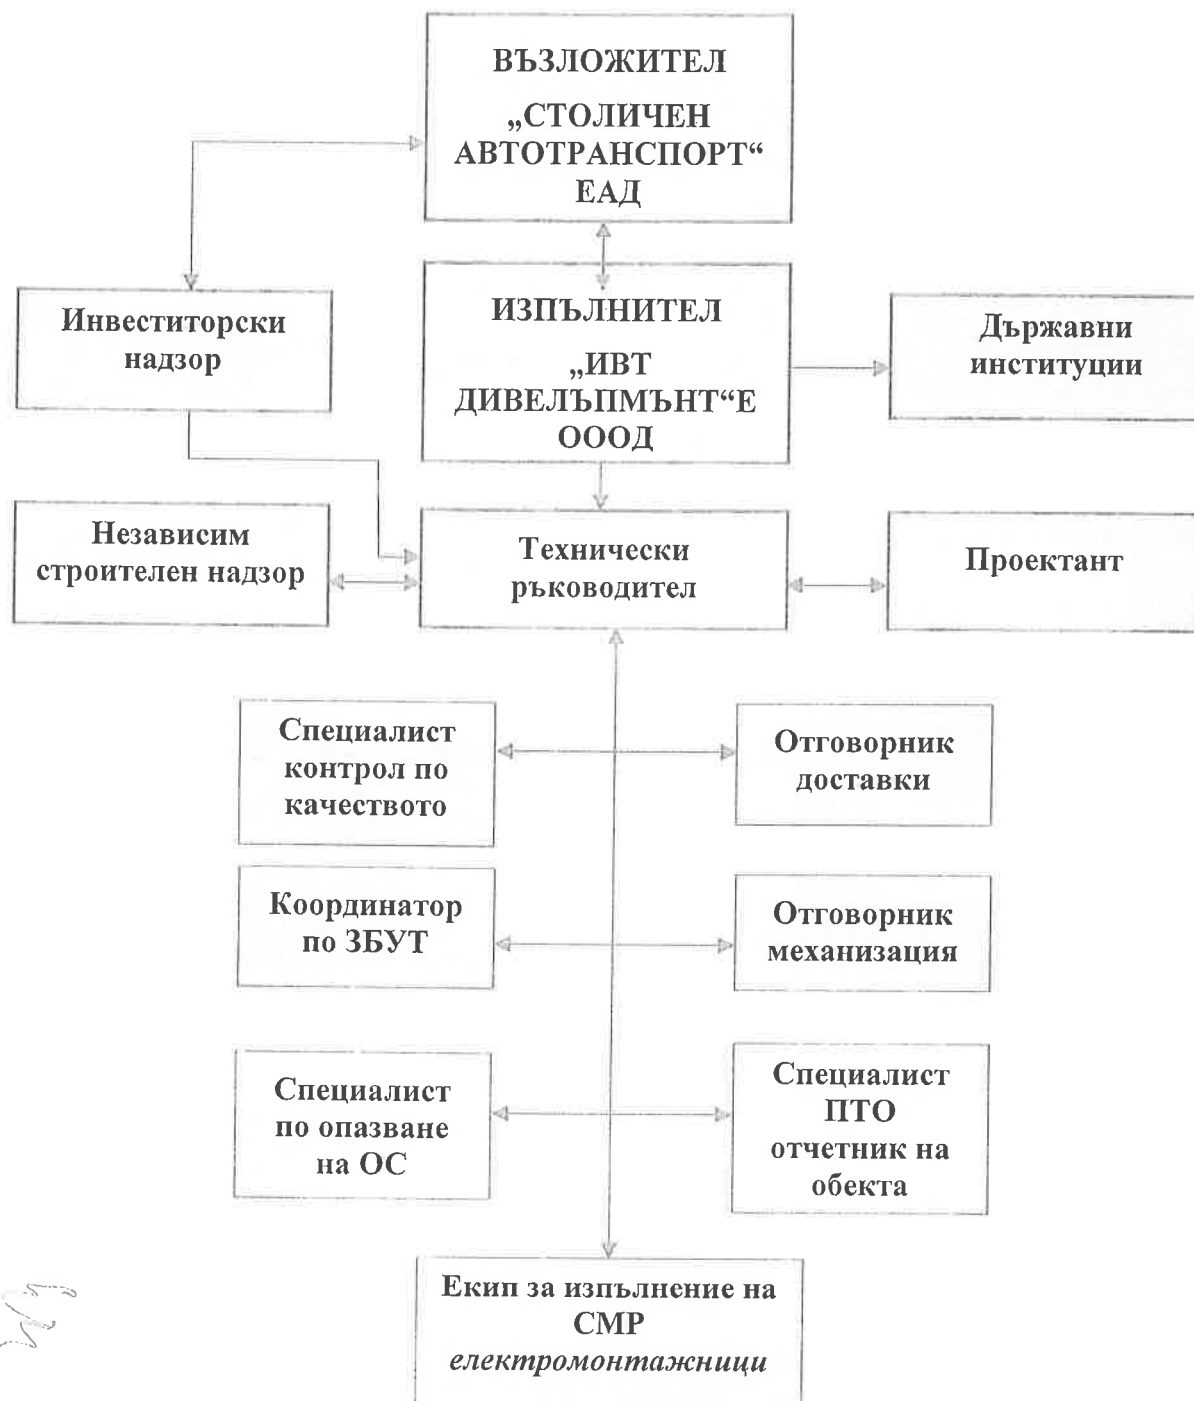 ВЪЗЛОЖИТЕЛ
„СТОЛИЧЕН
АВТОТРАНСПОРТ“
ЕАД
Инвеститорски
надзор
ИЗПЪЛНИТЕЛ
„ИВТ
ДИВЕЛЪПМЪНТ“Е
ОООД
Държавни
институции
Независим
строителен надзор
Технически
ръководител
Проектант
Специалист
контрол по
качеството
Отговорник
доставки
Координатор
по ЗБУТ
Отговорник
механизация
Специалист
по опазване
на ОС
Специалист
ПТО
отчетник на
обекта
Екип за изпълнение на
СМР
електромонтажници